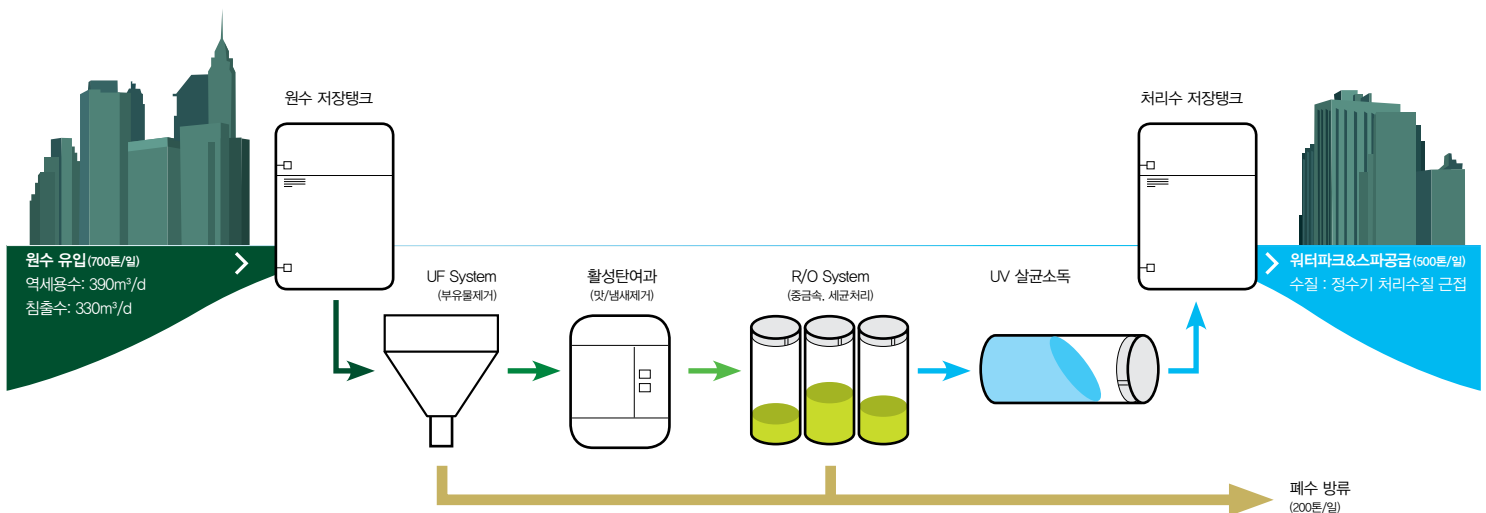 원수 저장탱크
처리수 저장탱크
원수 유입(700톤/일)
역세용수: 390m³/d
침출수: 330m³/d
UF System
(부유물제거)
활성탄여과
(맛/냄새제거)
R/O System
(중금속, 세균처리)
UV 살균소독
워터파크&스파공급(500톤/일)
수질 : 정수기 처리수질 근접
폐수 방류
(200톤/일)